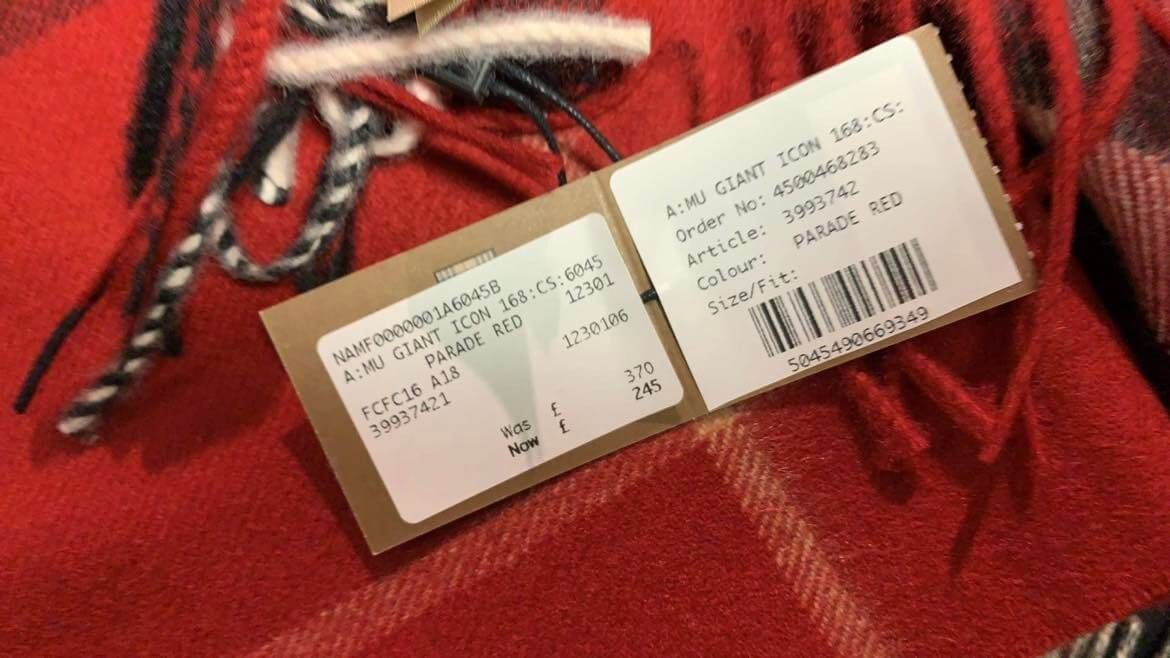 NAMF0000001A6045B
A:MU GIANT ICON 168:CS:6045
PARADE RED 12301
FCFC16 A18 1230106
39937421
Was £ 370
Now £ 245
A:MU GIANT ICON 168:CS:
Order No: 4500468283
Article: 3993742
Colour: PARADE RED
Size/Fit:
5045490669349